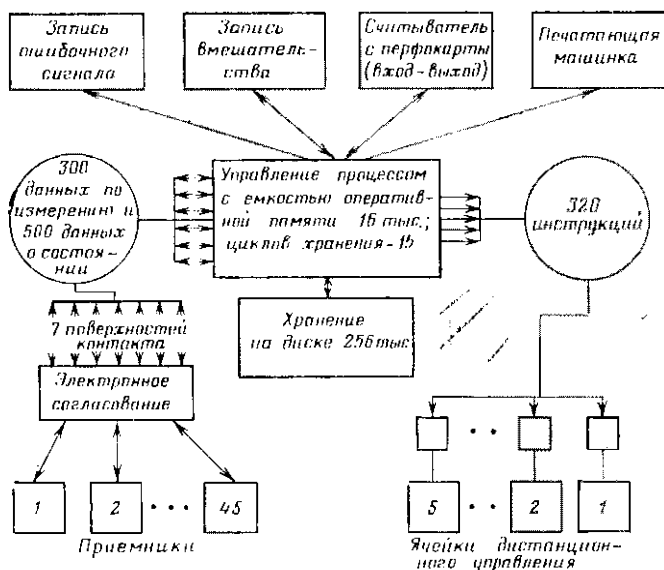 Запись
ошибочного
сигнала
Запись
вмешатель-
ства
Считыватель
с перфокарты
(вход-выход)
Печатающая
машинка
300
данных по
измерению и
500 данных
о состоя-
нии
Управление процессом
с емкостью оператив-
ной памяти 16 тыс.;
циклов хранения-15
320
инструкций
7 поверхностей
контакта
Хранение
на диске 256 тыс
Электронное
согласование
1 2 ... 45
Приемники
5 .. 2 1
Ячейки дистанцион-
ного управления